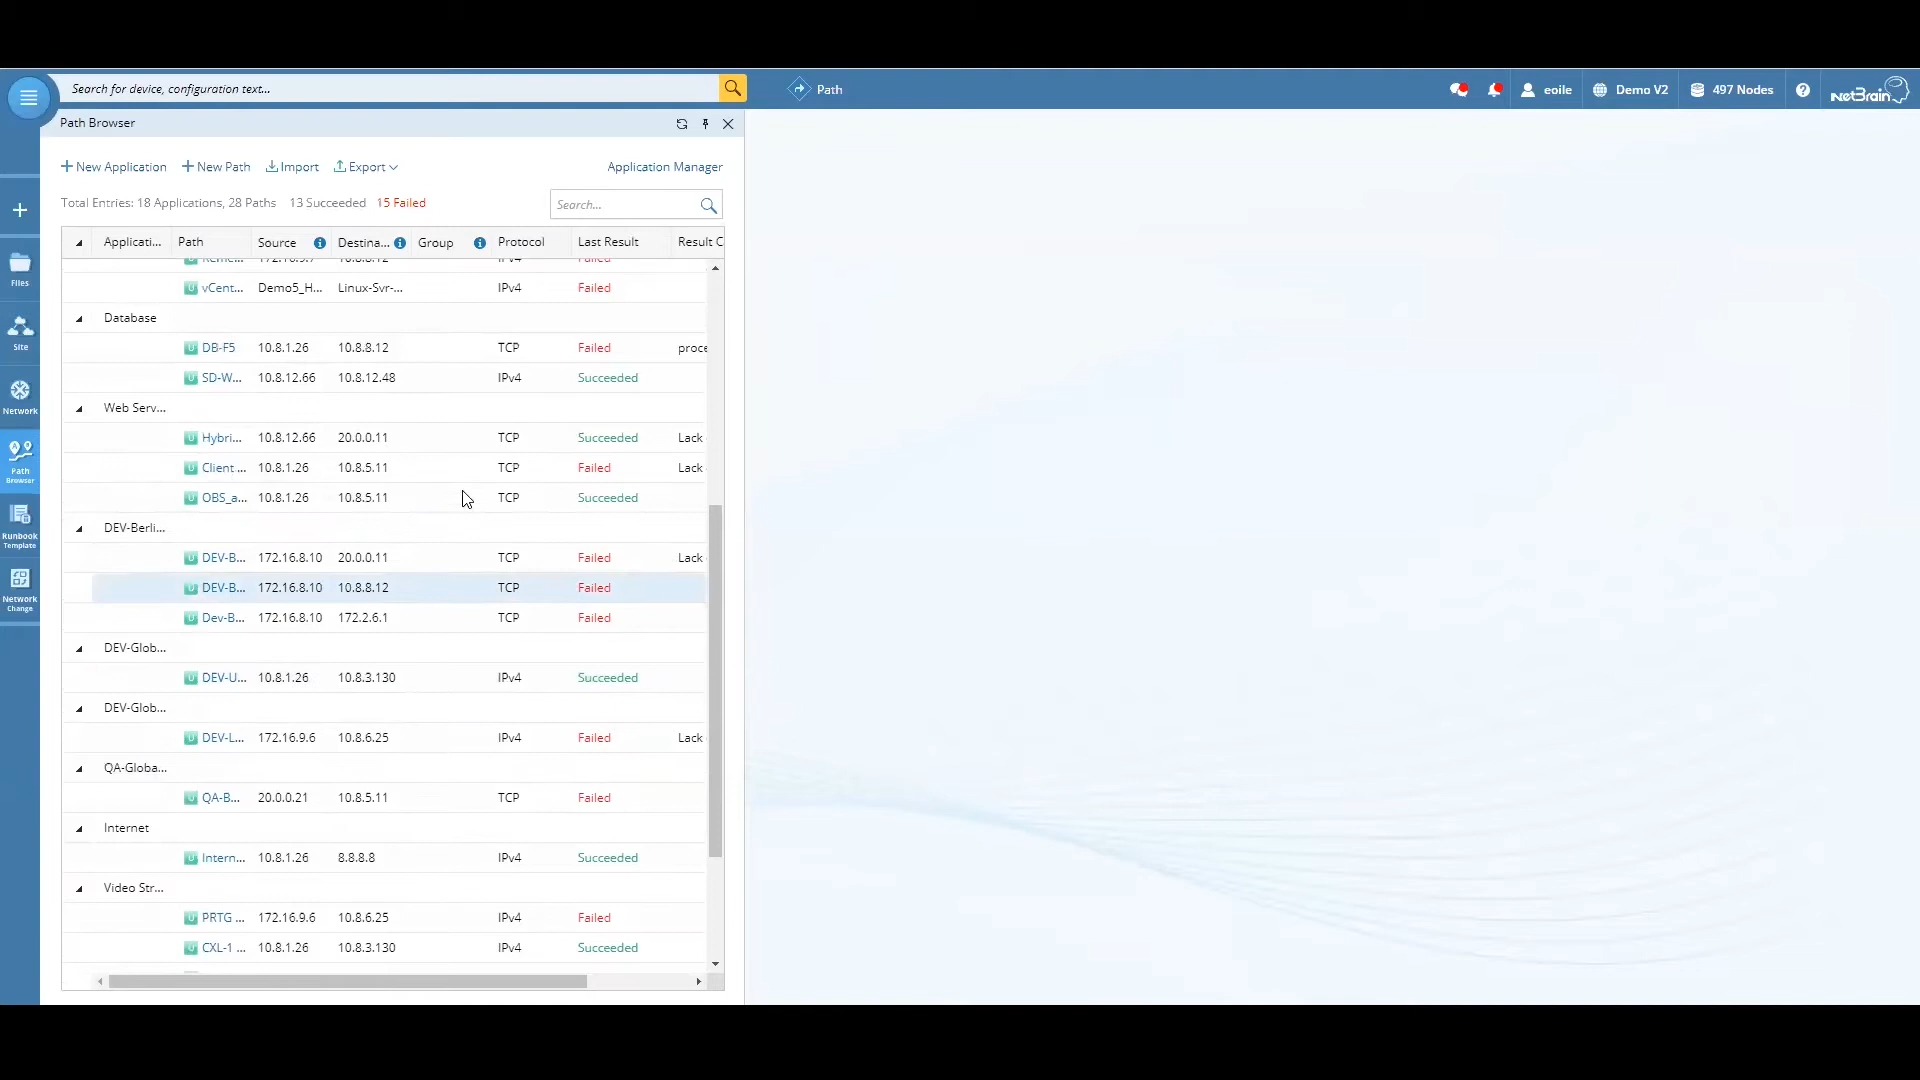 Search for device, configuration text... Path eoile Demo V2 497 Nodes NetBrain
Path Browser
+ New Application + New Path Import Export Application Manager
Total Entries: 18 Applications, 28 Paths 13 Succeeded 15 Failed Search...
Applicati... Path Source Destina... Group Protocol Last Result Result C
vCent... Demo5_H... Linux-Svr-... IPv4 Failed
Database
DB-F5 10.8.1.26 10.8.8.12 TCP Failed proce
SD-W... 10.8.12.66 10.8.12.48 IPv4 Succeeded
Web Serv...
Hybri... 10.8.12.66 20.0.0.11 TCP Succeeded Lack
Client ... 10.8.1.26 10.8.5.11 TCP Failed Lack
OBS_a... 10.8.1.26 10.8.5.11 TCP Succeeded
DEV-Berli...
DEV-B... 172.16.8.10 20.0.0.11 TCP Failed Lack
DEV-B... 172.16.8.10 10.8.8.12 TCP Failed
Dev-B... 172.16.8.10 172.2.6.1 TCP Failed
DEV-Glob...
DEV-U... 10.8.1.26 10.8.3.130 IPv4 Succeeded
DEV-Glob...
DEV-L... 172.16.9.6 10.8.6.25 IPv4 Failed Lack
QA-Globa...
QA-B... 20.0.0.21 10.8.5.11 TCP Failed
Internet
Intern... 10.8.1.26 8.8.8.8 IPv4 Succeeded
Video Str...
PRTG ... 172.16.9.6 10.8.6.25 IPv4 Failed
CXL-1 ... 10.8.1.26 10.8.3.130 IPv4 Succeeded
Files
Site
Network
Path
Browser
Runbook
Template
Network
Change